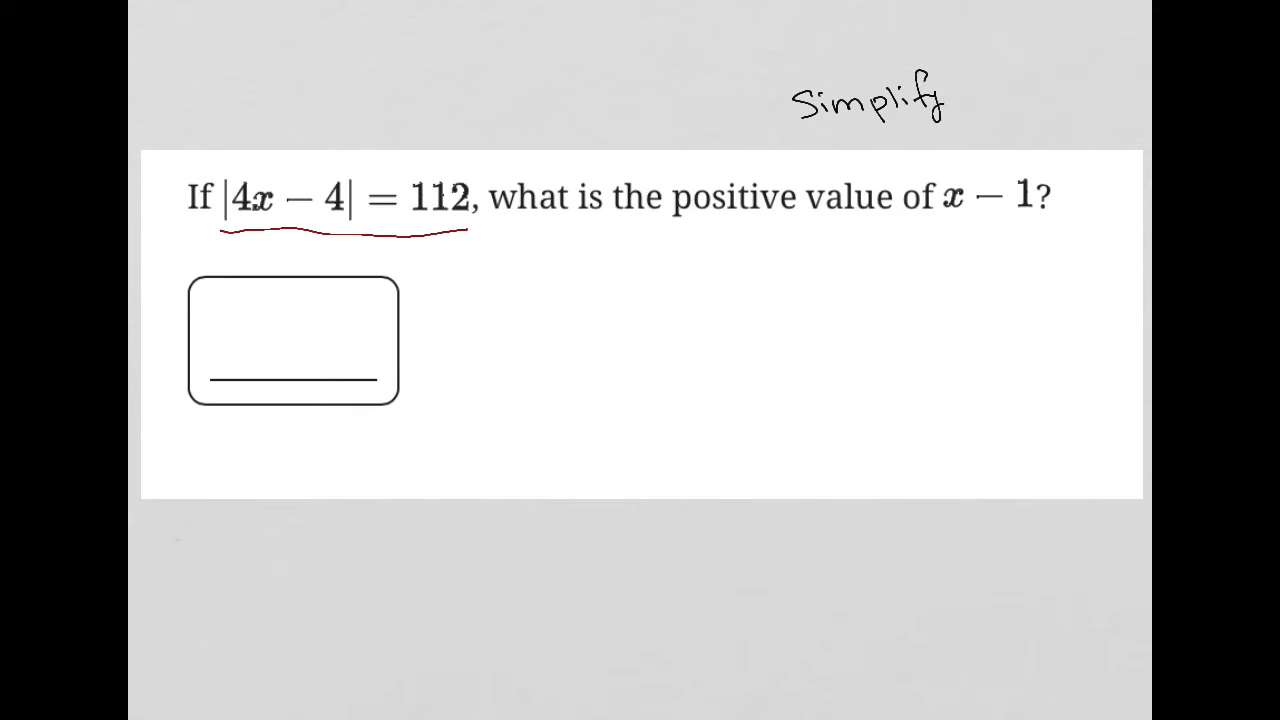 Simplify
If |4x − 4| = 112, what is the positive value of x − 1?